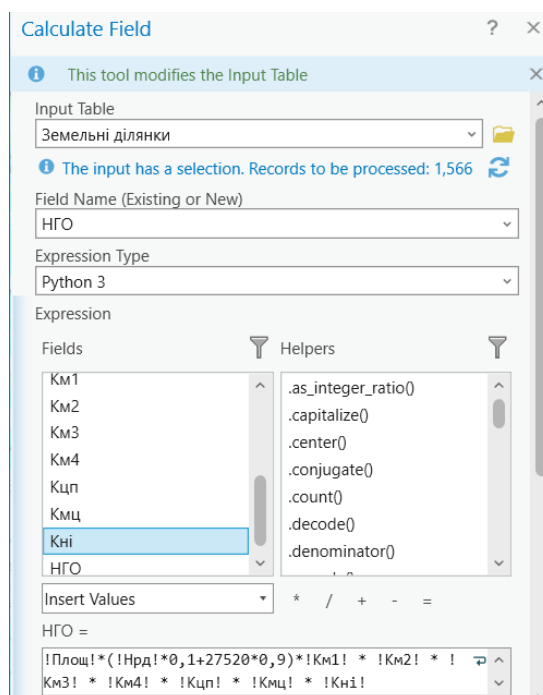 Calculate Field
? ×
This tool modifies the Input Table ×
Input Table
Земельні ділянки
The input has a selection. Records to be processed: 1,566
Field Name (Existing or New)
НГО
Expression Type
Python 3
Expression
Fields
Км1
Км2
Км3
Км4
Кцп
Кмц
Кні
НГО
Helpers
.as_integer_ratio()
.capitalize()
.center()
.conjugate()
.count()
.decode()
.denominator()
Insert Values
* / + - =
НГО =
!Площ!*(!Нрд!*0,1+27520*0,9)*!Км1! * !Км2! * !
Км3! * !Км4! * !Кцп! * !Кмц! * !Кні!